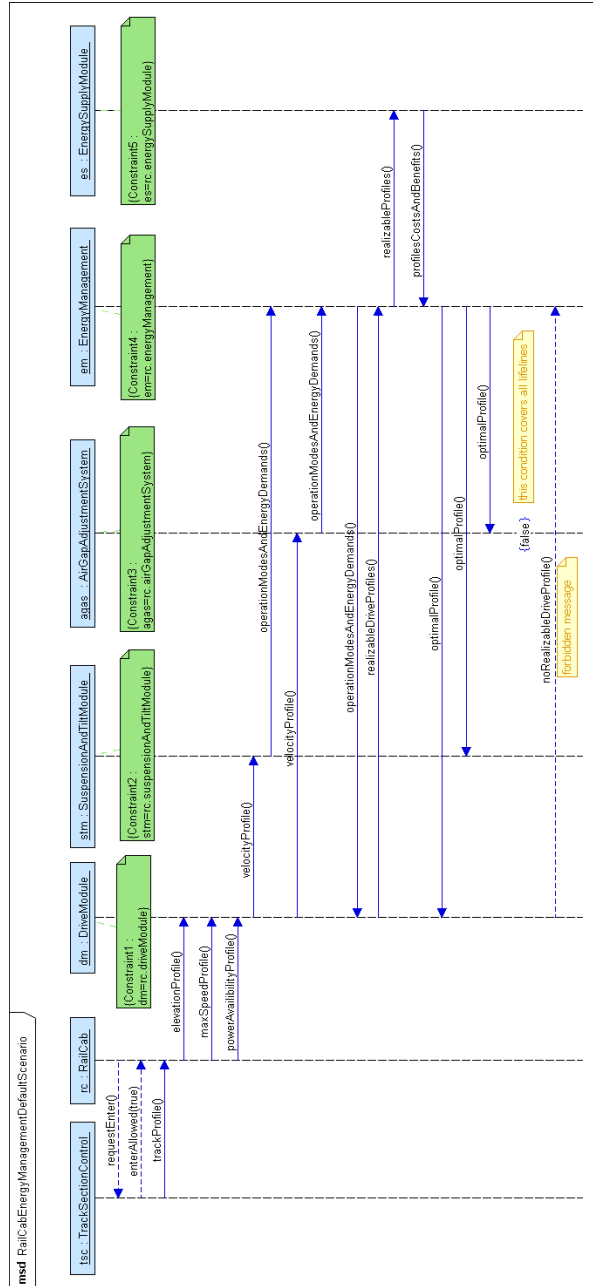 msd RailCabEnergyManagementDefaultScenario
tsc : TrackSectionControl
rc : RailCab
dm : DriveModule
stm : SuspensionAndTiltModule
agas : AirGapAdjustmentSystem
em : EnergyManagement
es : EnergySupplyModule
{Constraint1 :
dm=rc.driveModule}
{Constraint2 :
stm=rc.suspensionAndTiltModule}
{Constraint3 :
agas=rc.airGapAdjustmentSystem}
{Constraint4 :
em=rc.energyManagement}
{Constraint5 :
es=rc.energySupplyModule}
requestEnter()
enterAllowed(true)
trackProfile()
elevationProfile()
maxSpeedProfile()
powerAvailibilityProfile()
velocityProfile()
operationModesAndEnergyDemands()
velocityProfile()
operationModesAndEnergyDemands()
operationModesAndEnergyDemands()
realizableDriveProfiles()
realizableProfiles()
profilesCostsAndBenefits()
optimalProfile()
optimalProfile()
optimalProfile()
{false}
this condition covers all lifelines
noRealizableDriveProfile()
forbidden message